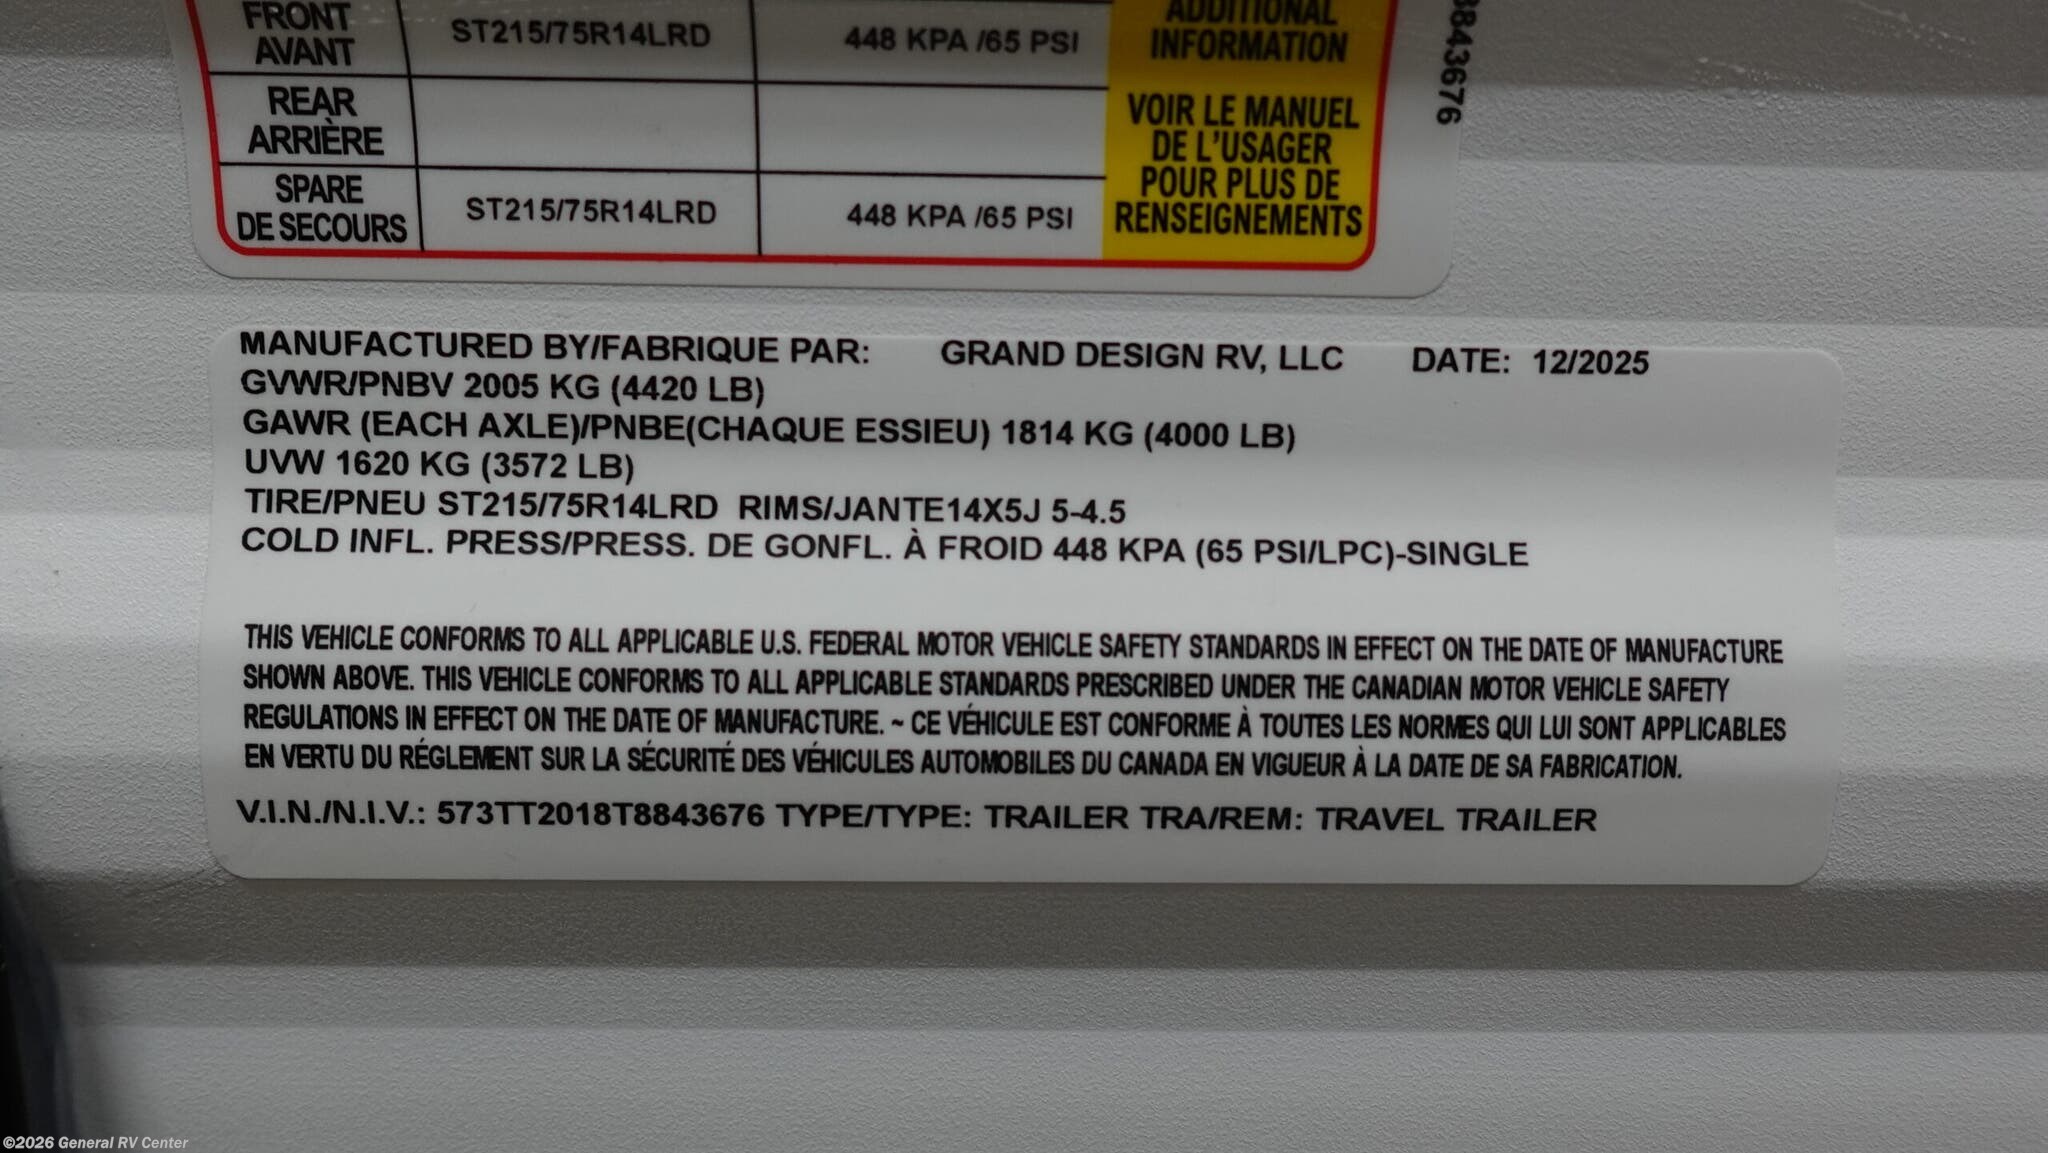 FRONT
AVANT
ST215/75R14LRD
448 KPA /65 PSI
ADDITIONAL
INFORMATION
REAR
ARRIÈRE
VOIR LE MANUEL
DE L'USAGER
POUR PLUS DE
RENSEIGNEMENTS
SPARE
DE SECOURS
ST215/75R14LRD
448 KPA /65 PSI
8843676
MANUFACTURED BY/FABRIQUE PAR: GRAND DESIGN RV, LLC DATE: 12/2025
GVWR/PNBV 2005 KG (4420 LB)
GAWR (EACH AXLE)/PNBE(CHAQUE ESSIEU) 1814 KG (4000 LB)
UVW 1620 KG (3572 LB)
TIRE/PNEU ST215/75R14LRD RIMS/JANTE14X5J 5-4.5
COLD INFL. PRESS/PRESS. DE GONFL. À FROID 448 KPA (65 PSI/LPC)-SINGLE
THIS VEHICLE CONFORMS TO ALL APPLICABLE U.S. FEDERAL MOTOR VEHICLE SAFETY STANDARDS IN EFFECT ON THE DATE OF MANUFACTURE
SHOWN ABOVE. THIS VEHICLE CONFORMS TO ALL APPLICABLE STANDARDS PRESCRIBED UNDER THE CANADIAN MOTOR VEHICLE SAFETY
REGULATIONS IN EFFECT ON THE DATE OF MANUFACTURE. ~ CE VÉHICULE EST CONFORME À TOUTES LES NORMES QUI LUI SONT APPLICABLES
EN VERTU DU RÉGLEMENT SUR LA SÉCURITÉ DES VÉHICULES AUTOMOBILES DU CANADA EN VIGUEUR À LA DATE DE SA FABRICATION.
V.I.N./N.I.V.: 573TT2018T8843676 TYPE/TYPE: TRAILER TRA/REM: TRAVEL TRAILER
©2026 General RV Center